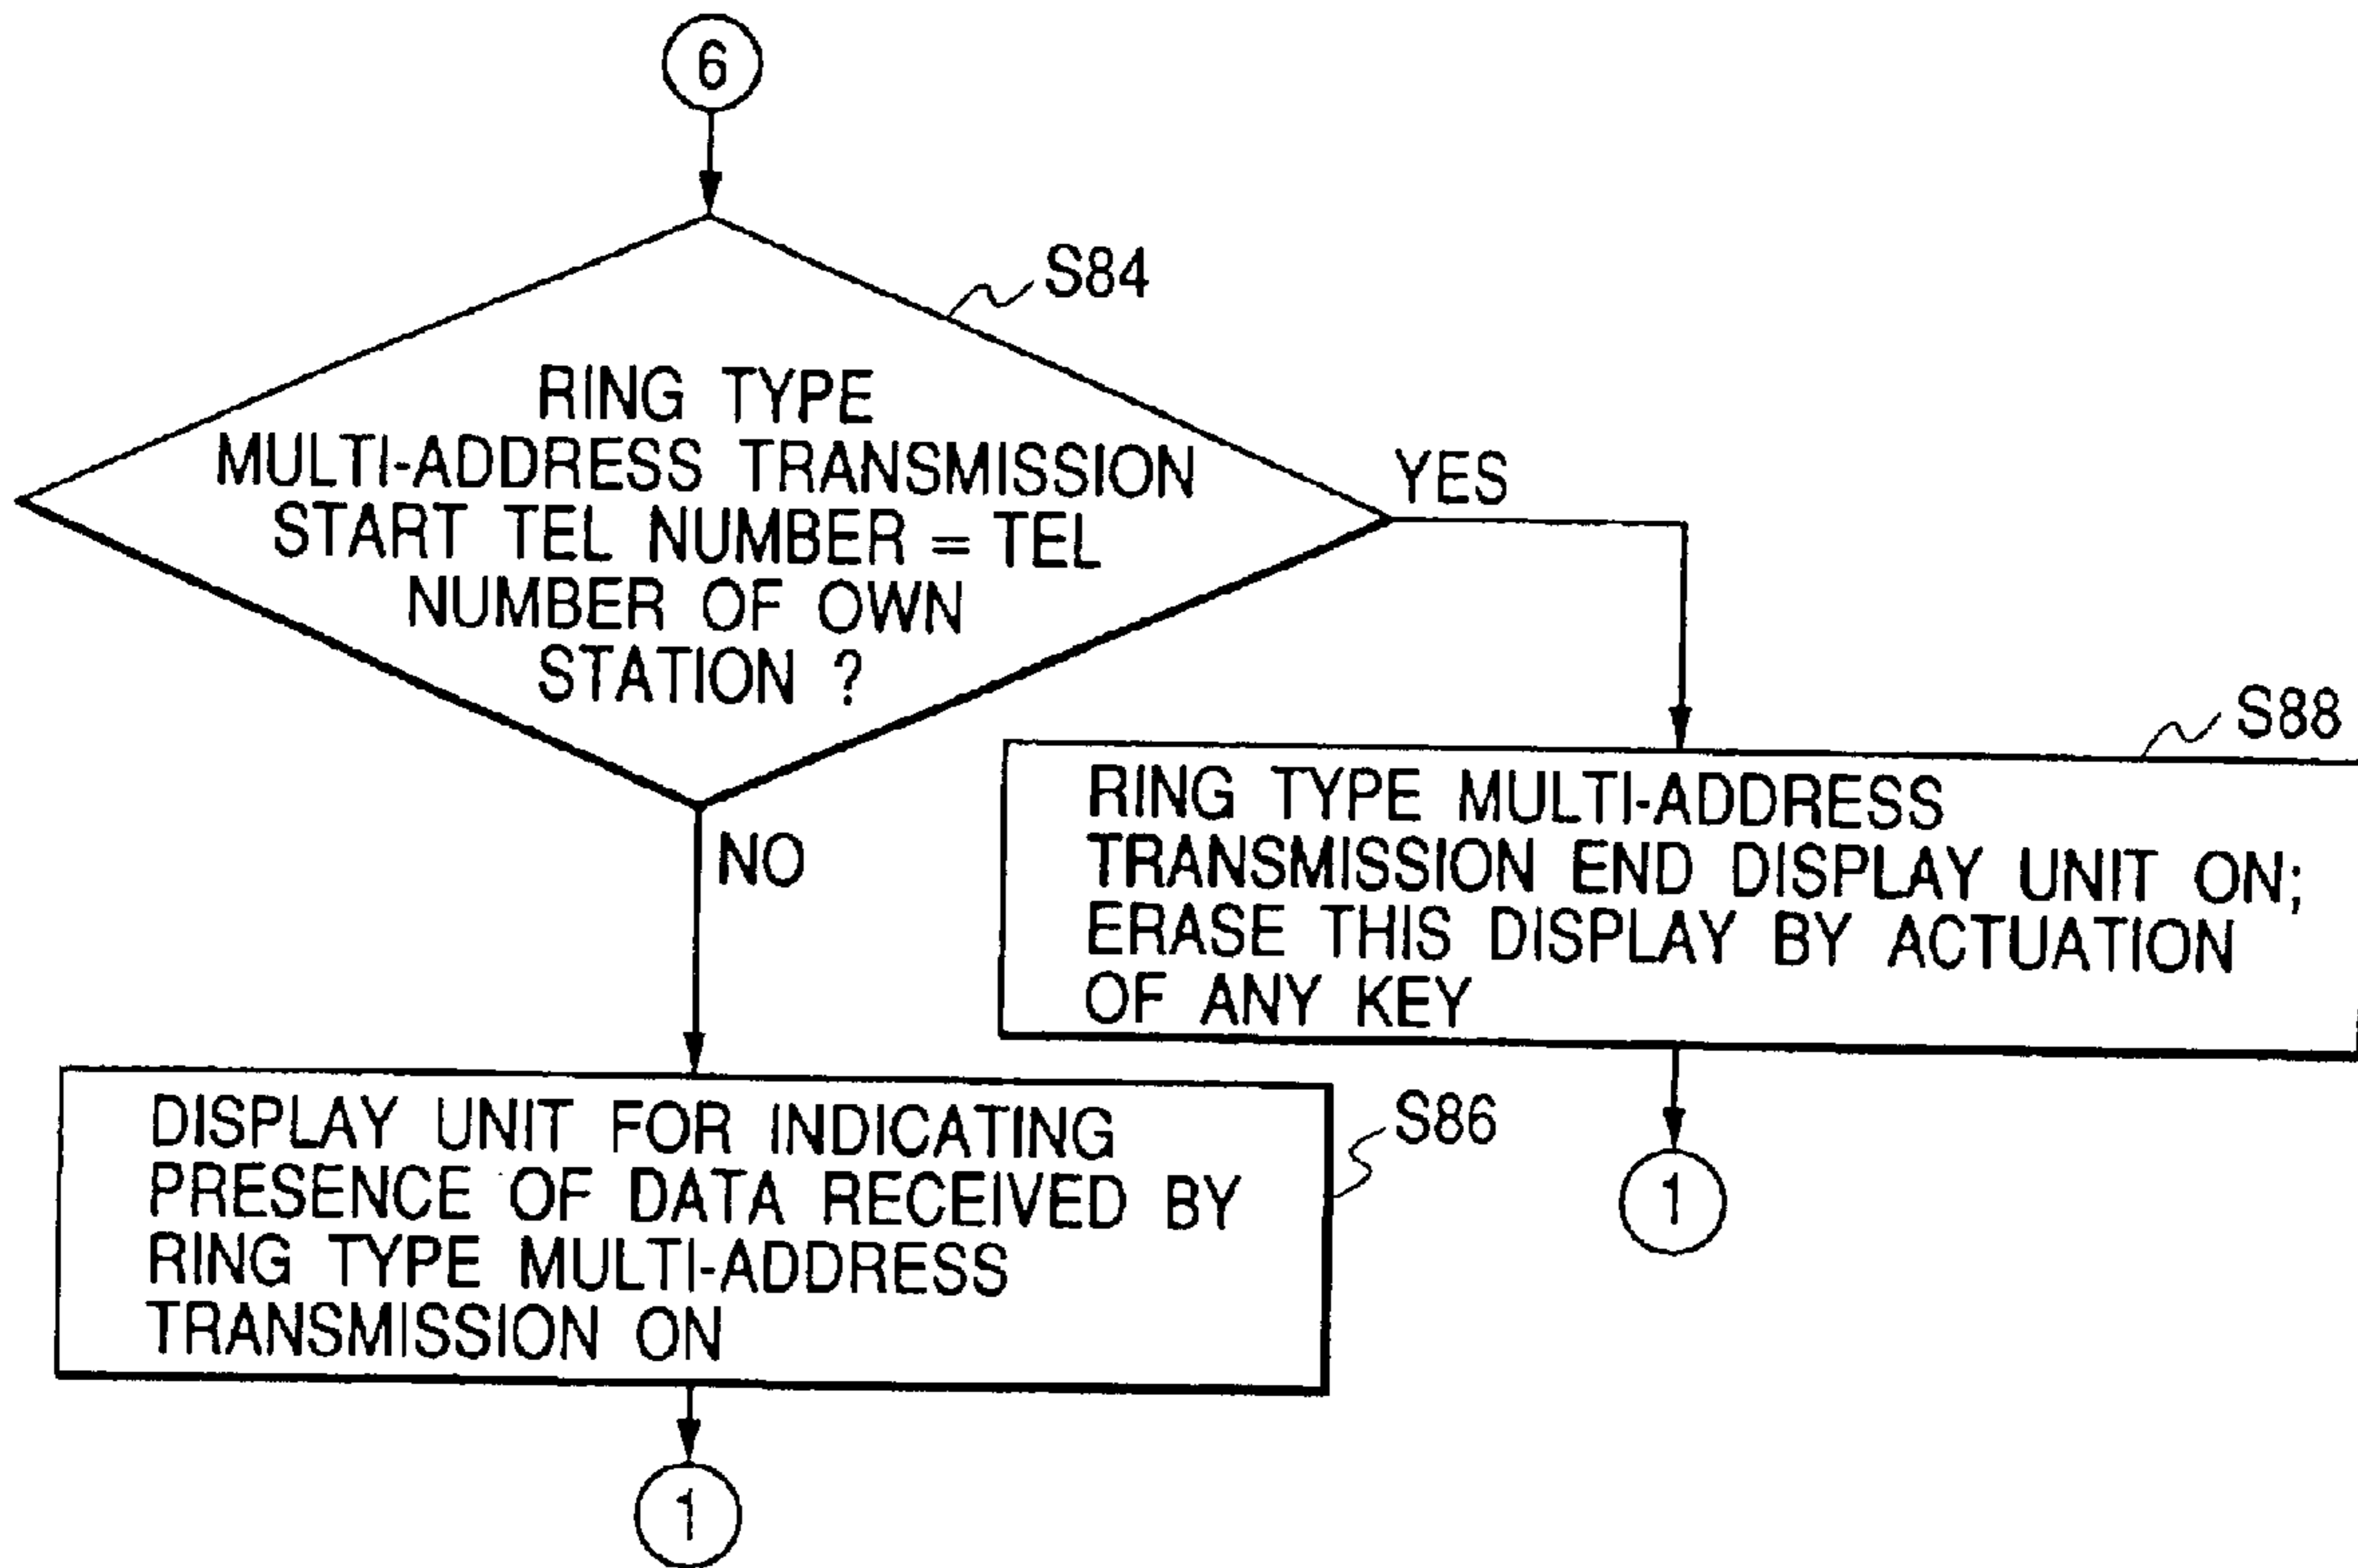 6
S84
RING TYPE
MULTI-ADDRESS TRANSMISSION
START TEL NUMBER = TEL
NUMBER OF OWN
STATION ?
YES
NO
S88
RING TYPE MULTI-ADDRESS
TRANSMISSION END DISPLAY UNIT ON;
ERASE THIS DISPLAY BY ACTUATION
OF ANY KEY
1
S86
DISPLAY UNIT FOR INDICATING
PRESENCE OF DATA RECEIVED BY
RING TYPE MULTI-ADDRESS
TRANSMISSION ON
1